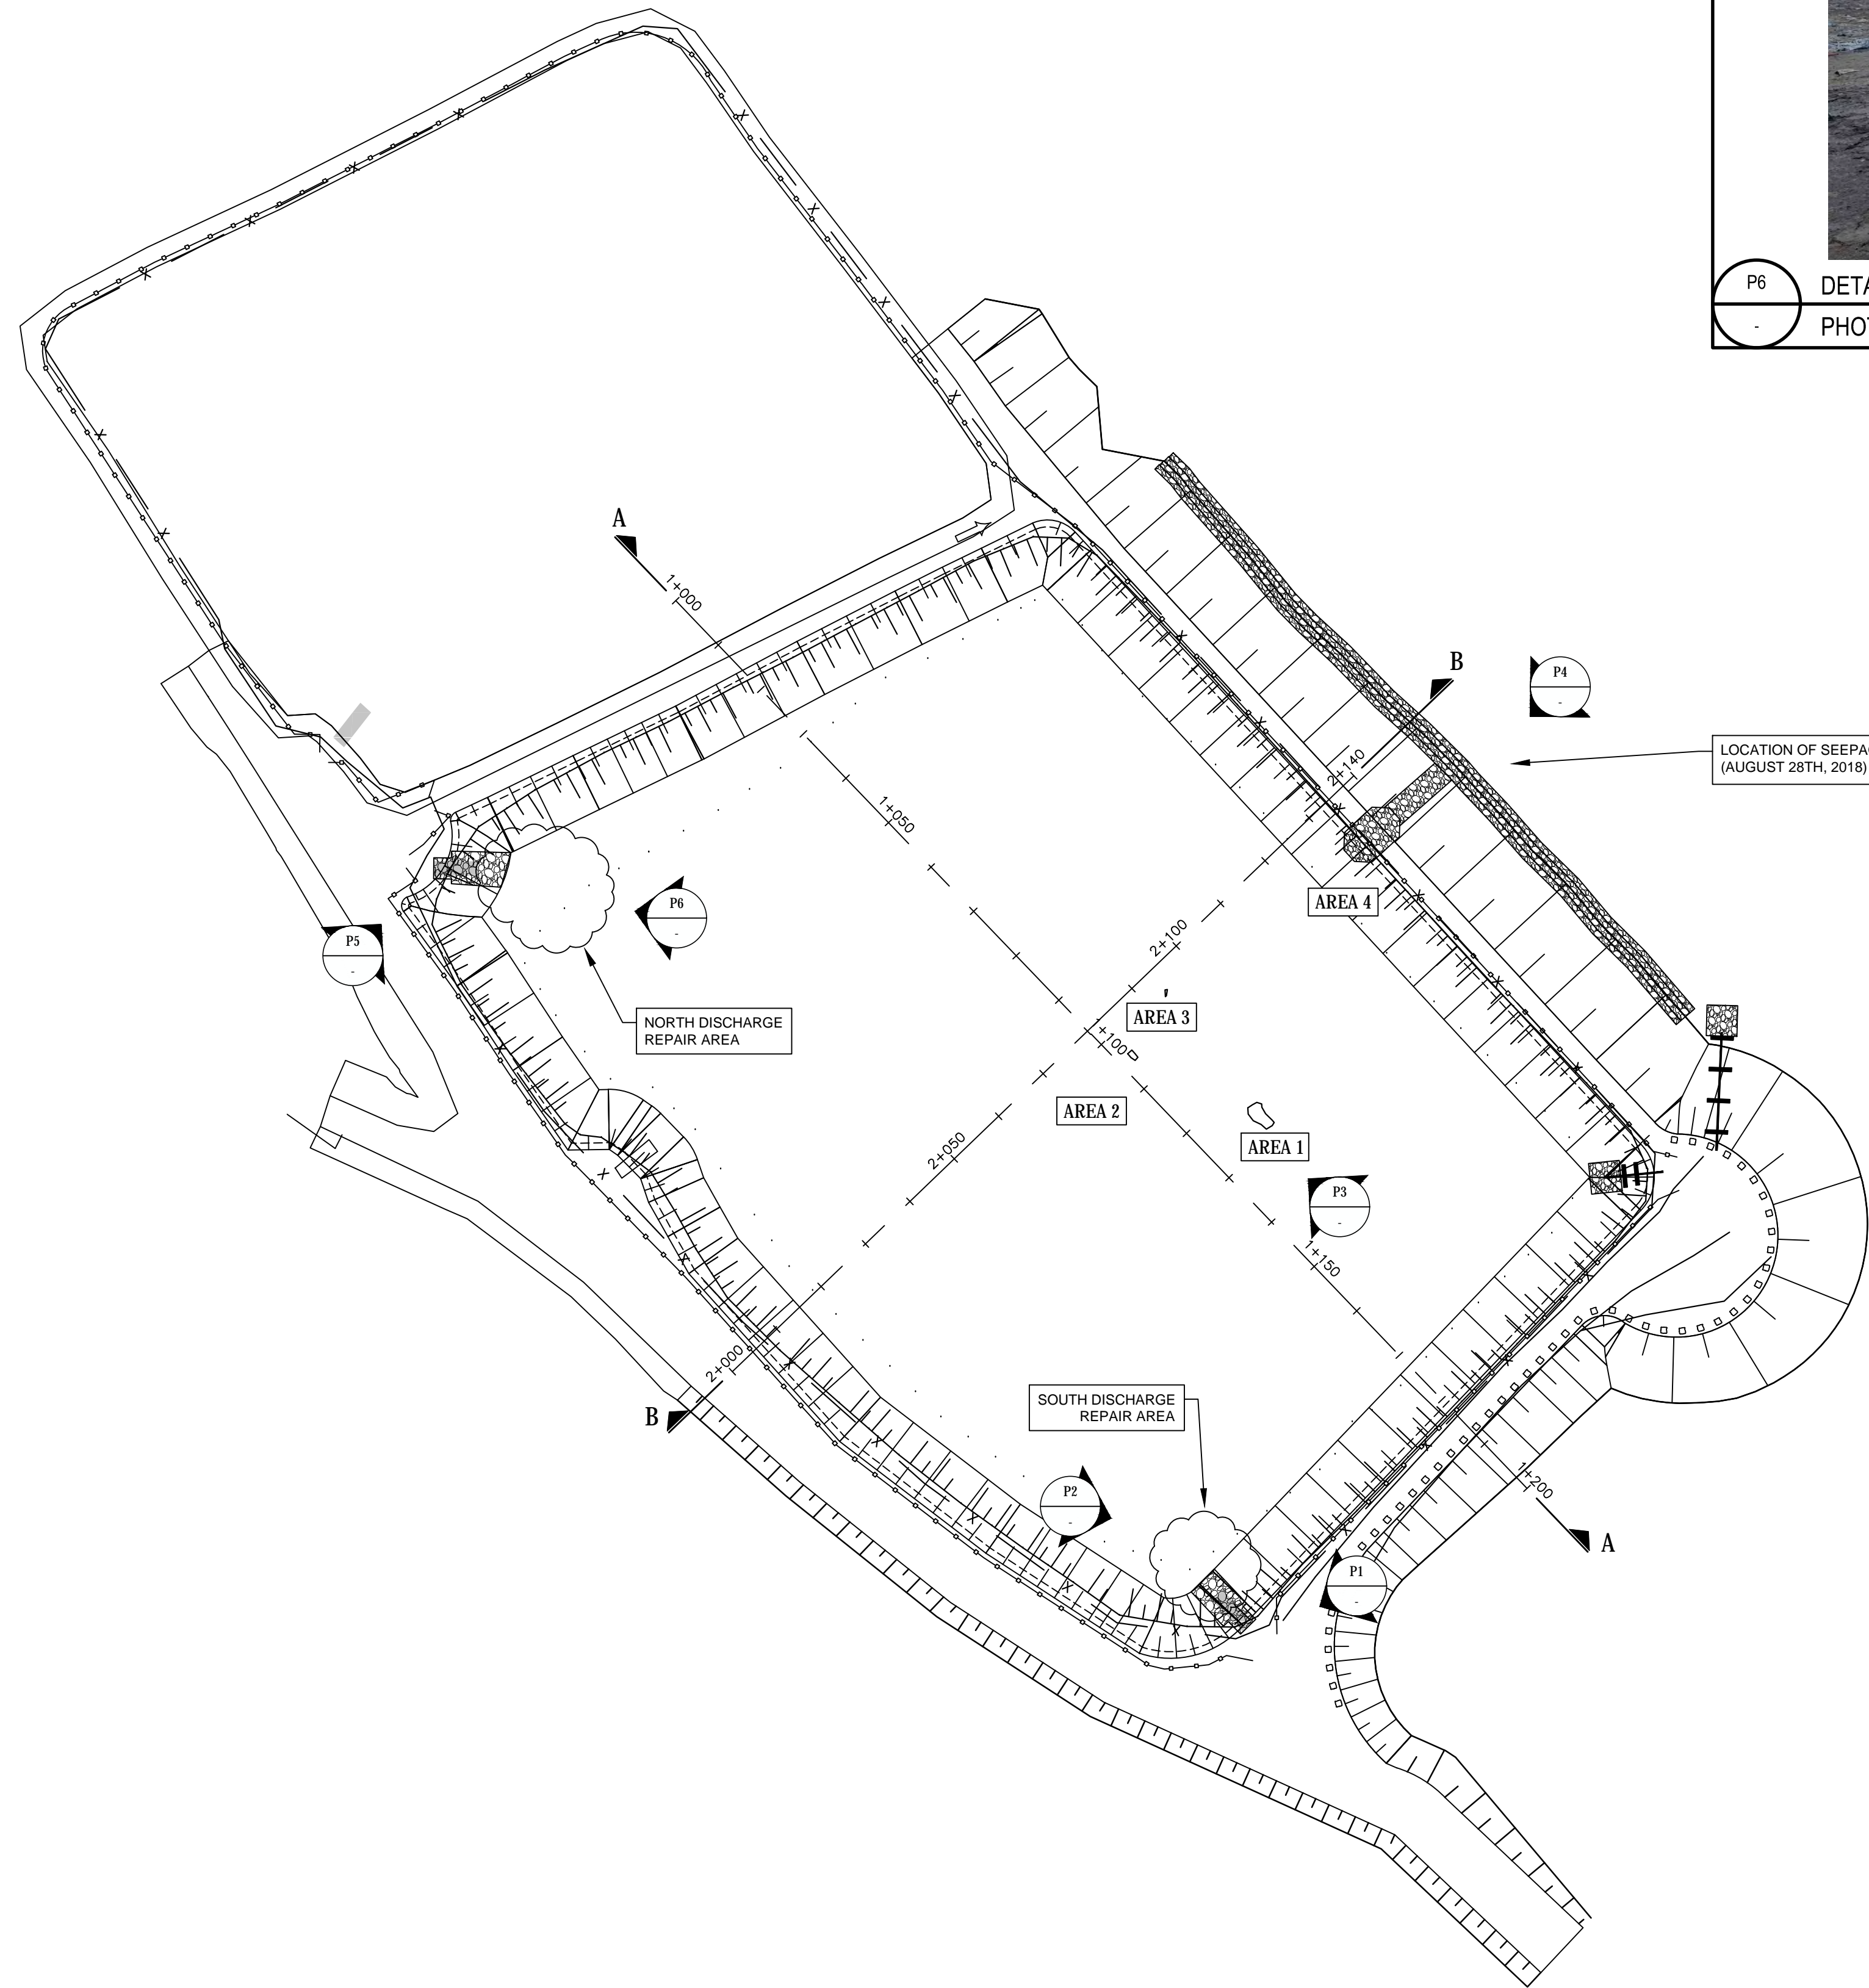 P6
-
DETA
PHOT
A
1+000
B
P4
-
2+140
LOCATION OF SEEPAG
(AUGUST 28TH, 2018)
1+050
AREA 4
P6
-
P5
-
2+100
NORTH DISCHARGE
REPAIR AREA
AREA 3
1+100
AREA 2
AREA 1
2+050
P3
-
1+150
2+000
B
SOUTH DISCHARGE
REPAIR AREA
P2
-
1+200
A
P1
-